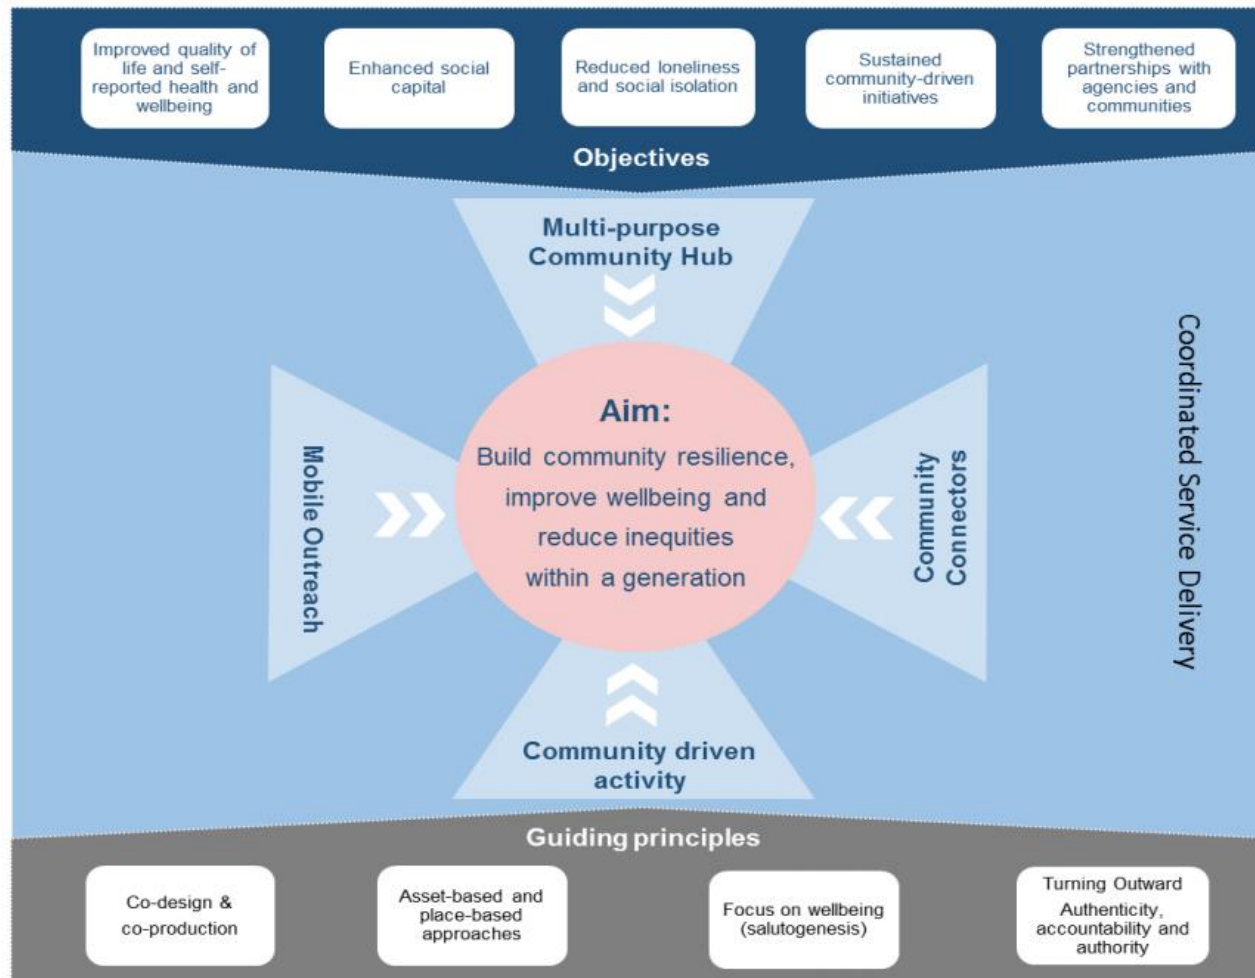 Improved quality of
life and self-
reported health and
wellbeing
Enhanced social
capital
Reduced loneliness
and social isolation
Sustained
community-driven
initiatives
Strengthened
partnerships with
agencies and
communities
Objectives
Multi-purpose
Community Hub
Mobile Outreach
Aim:
Build community resilience,
improve wellbeing and
reduce inequities
within a generation
Community
Connectors
Coordinated Service Delivery
Community driven
activity
Guiding principles
Co-design &
co-production
Asset-based and
place-based
approaches
Focus on wellbeing
(salutogenesis)
Turning Outward
Authenticity,
accountability and
authority